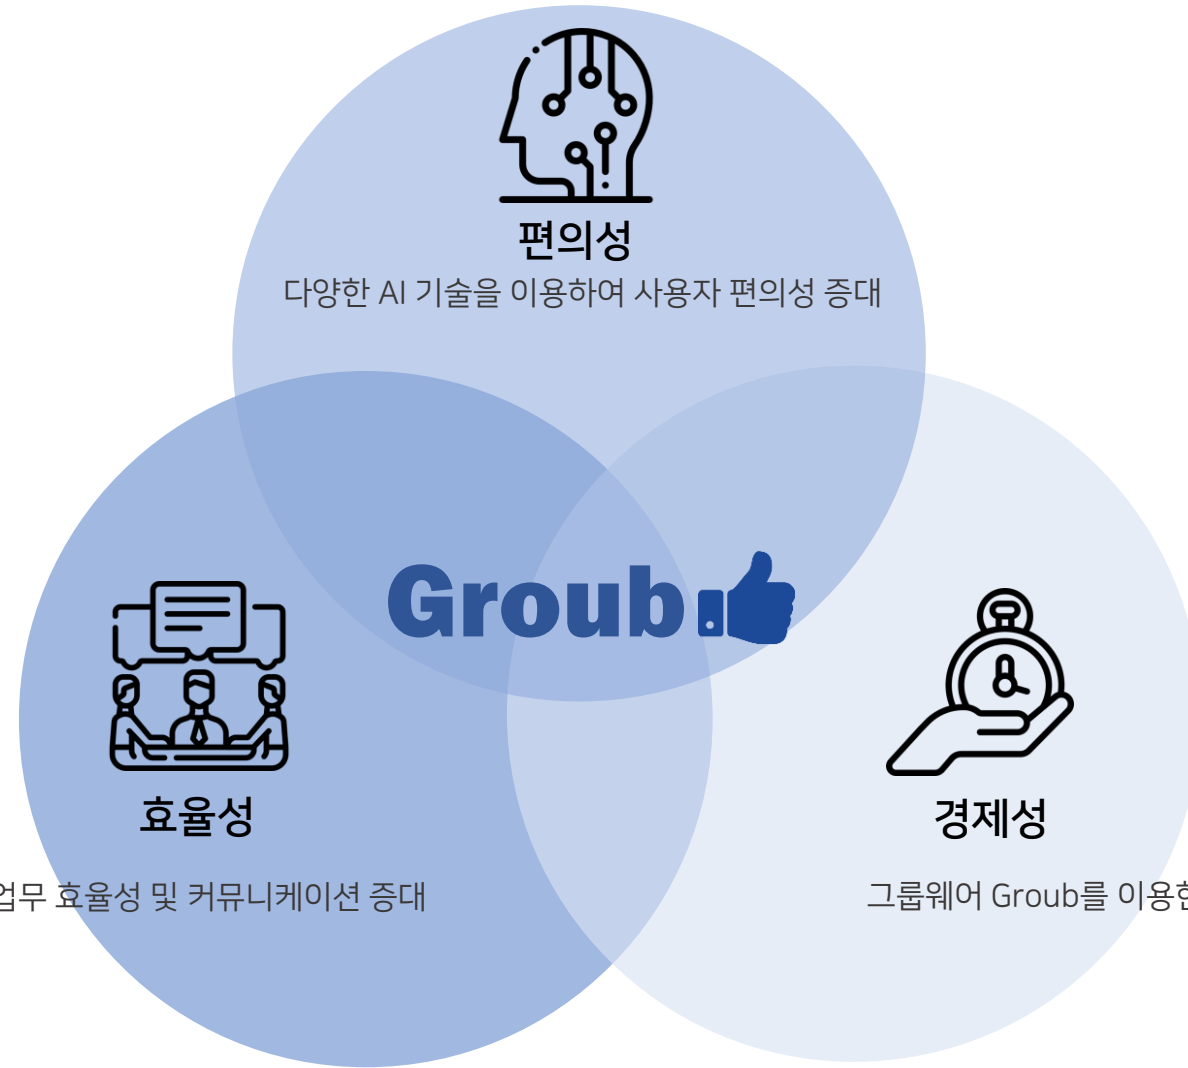 편의성
다양한 AI 기술을 이용하여 사용자 편의성 증대
Groub
효율성
경제성
업무 효율성 및 커뮤니케이션 증대
그룹웨어 Groub를 이용한